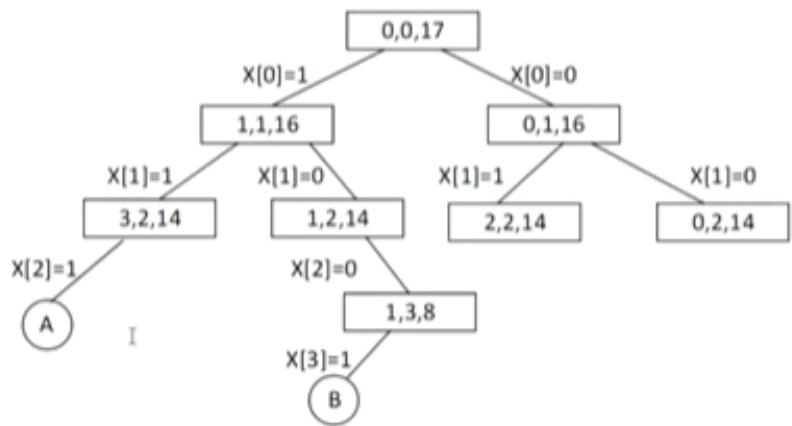 0,0,17
X[0]=1
X[0]=0
1,1,16
0,1,16
X[1]=1
X[1]=0
X[1]=1
X[1]=0
3,2,14
1,2,14
2,2,14
0,2,14
X[2]=1
X[2]=0
A
1,3,8
X[3]=1
B